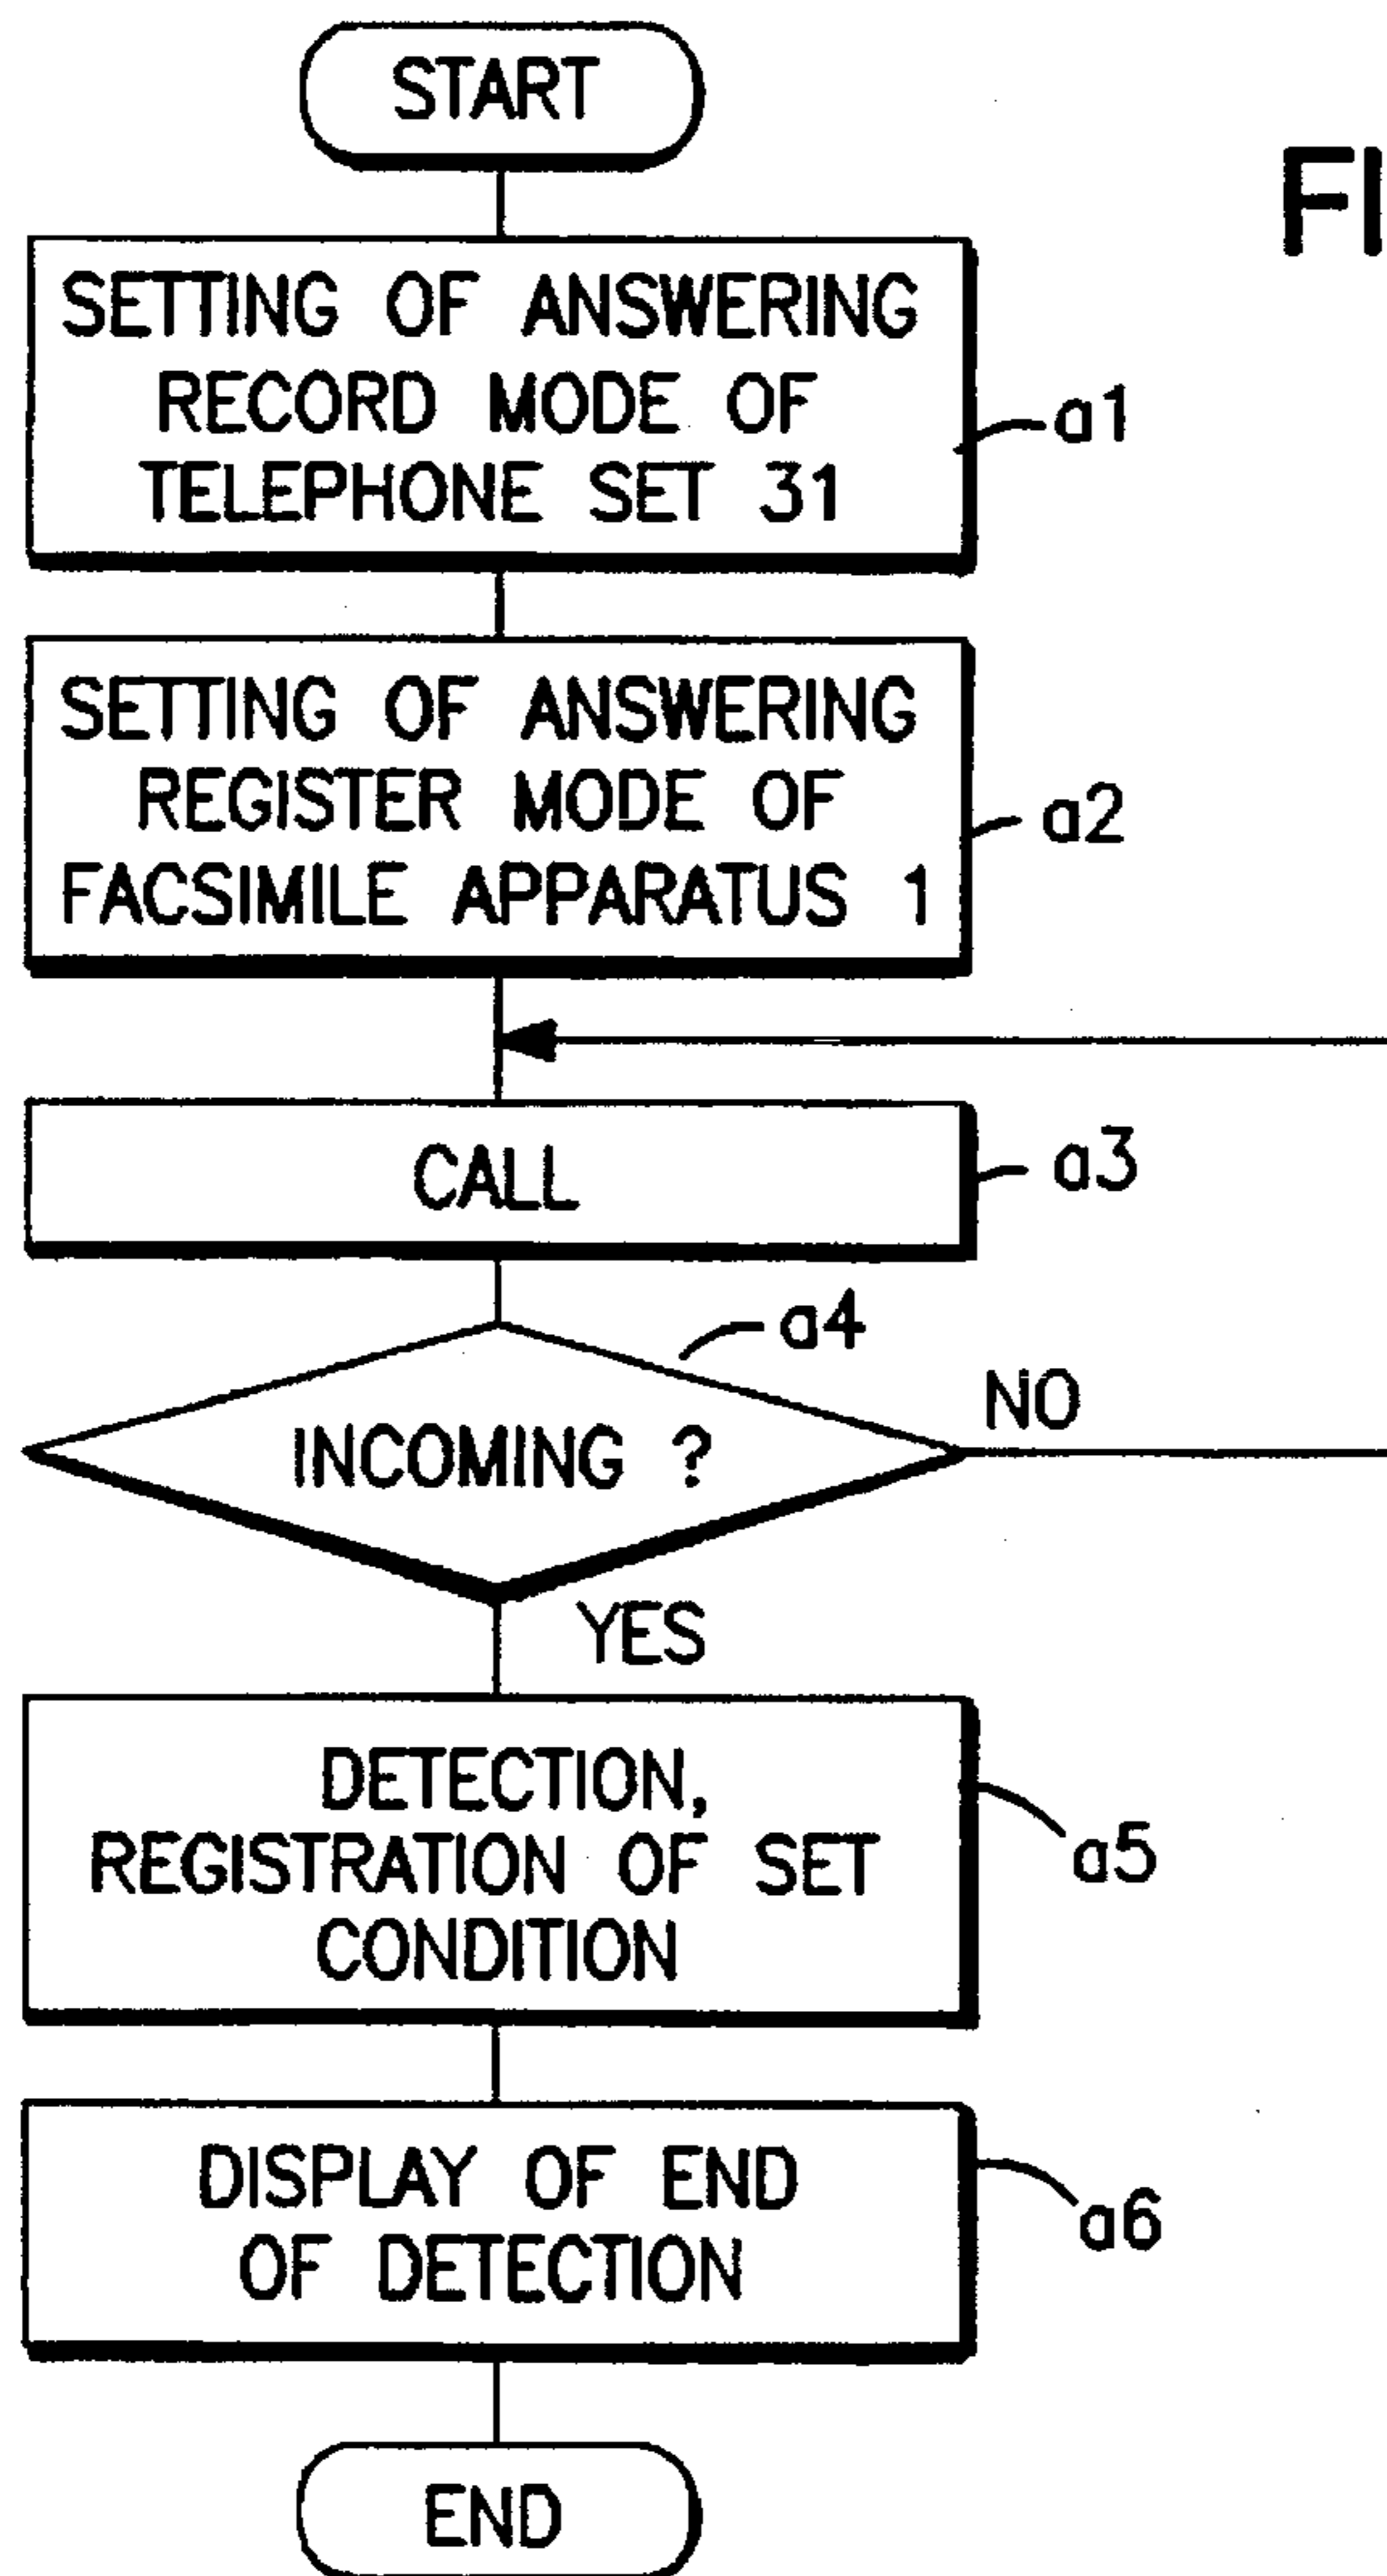 START
FI
SETTING OF ANSWERING
RECORD MODE OF
TELEPHONE SET 31
a1
SETTING OF ANSWERING
REGISTER MODE OF
FACSIMILE APPARATUS 1
a2
CALL
a3
a4
INCOMING ?
NO
YES
DETECTION,
REGISTRATION OF SET
CONDITION
a5
DISPLAY OF END
OF DETECTION
a6
END